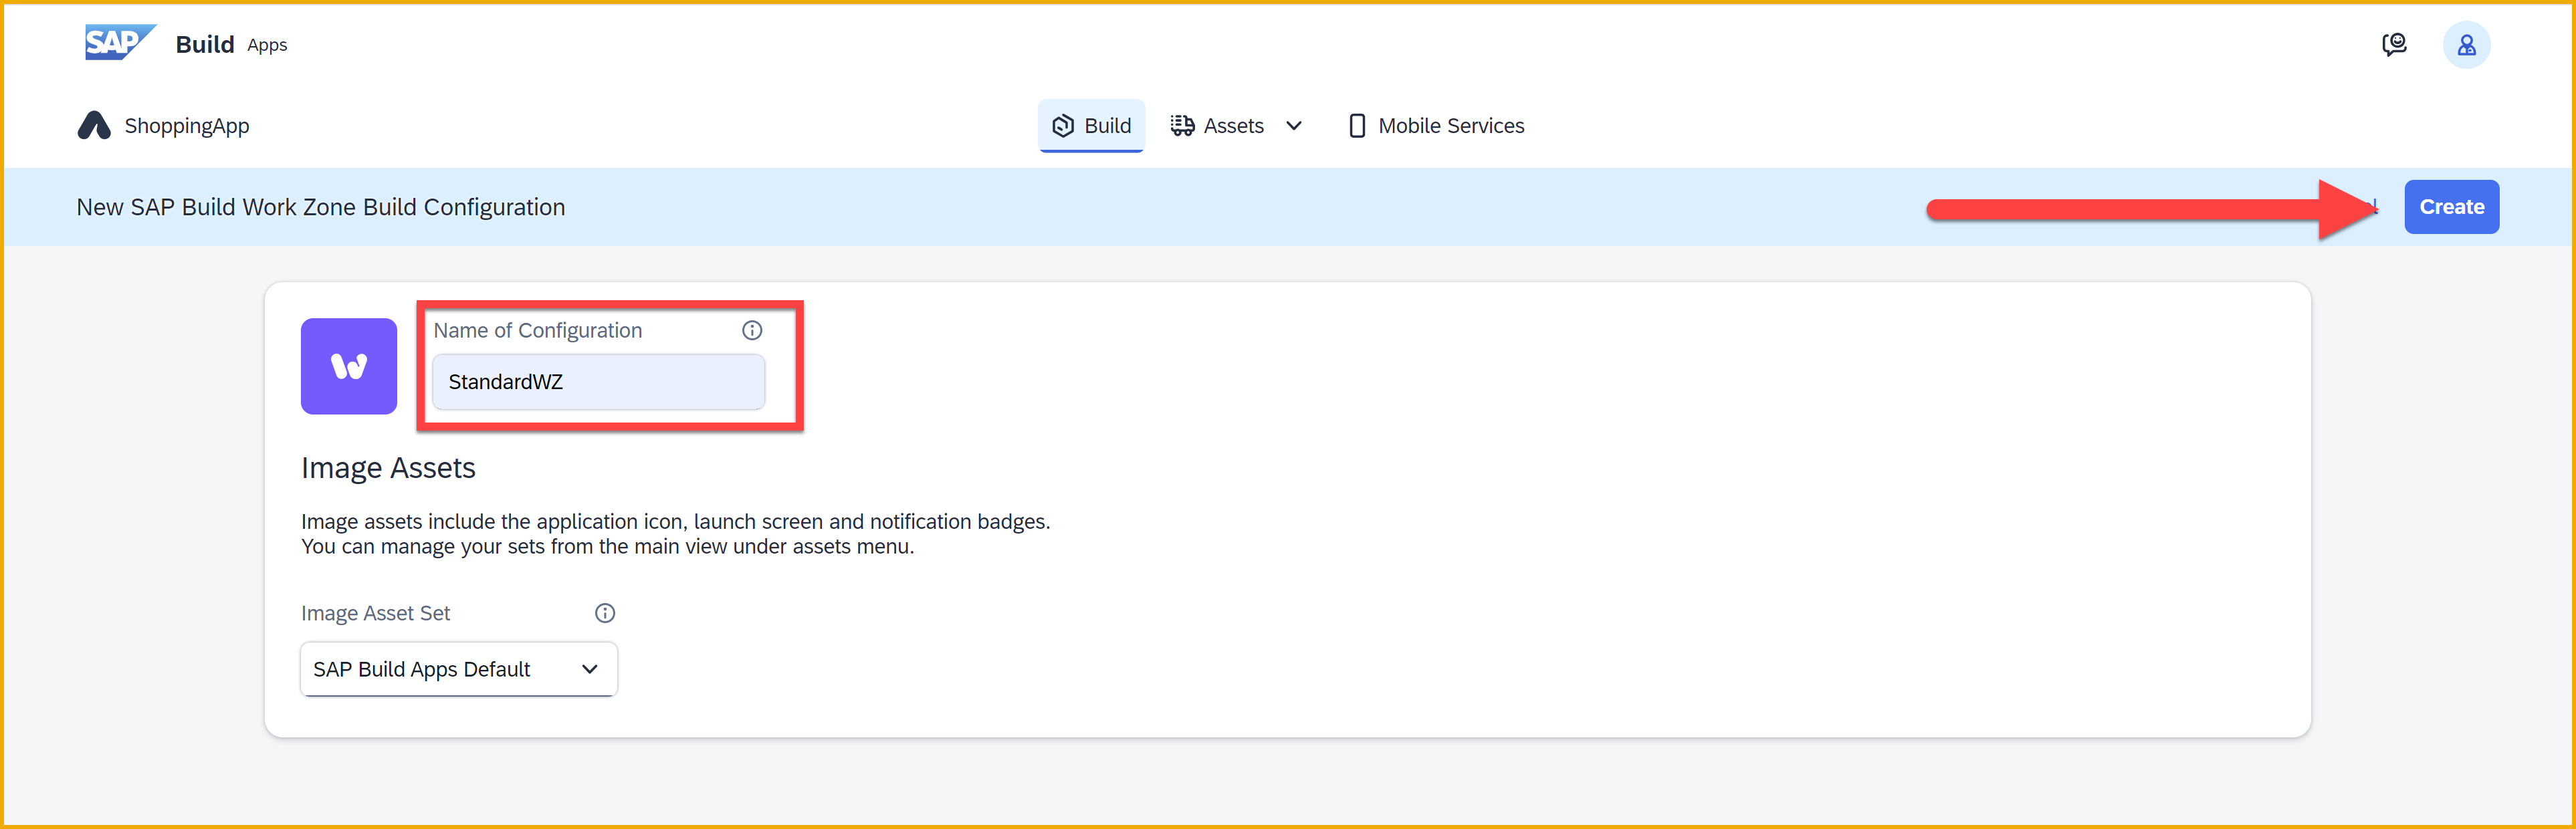 SAP Build Apps
ShoppingApp
Build
Assets
Mobile Services
New SAP Build Work Zone Build Configuration
Create
Name of Configuration
StandardWZ
Image Assets
Image assets include the application icon, launch screen and notification badges.
You can manage your sets from the main view under assets menu.
Image Asset Set
SAP Build Apps Default